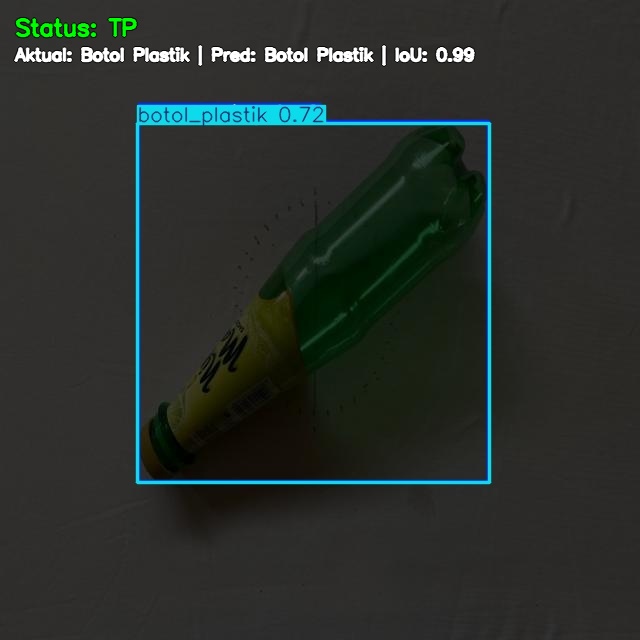 Status: TP
Aktual: Botol Plastik | Pred: Botol Plastik | IoU: 0.99
botol_plastik 0.72